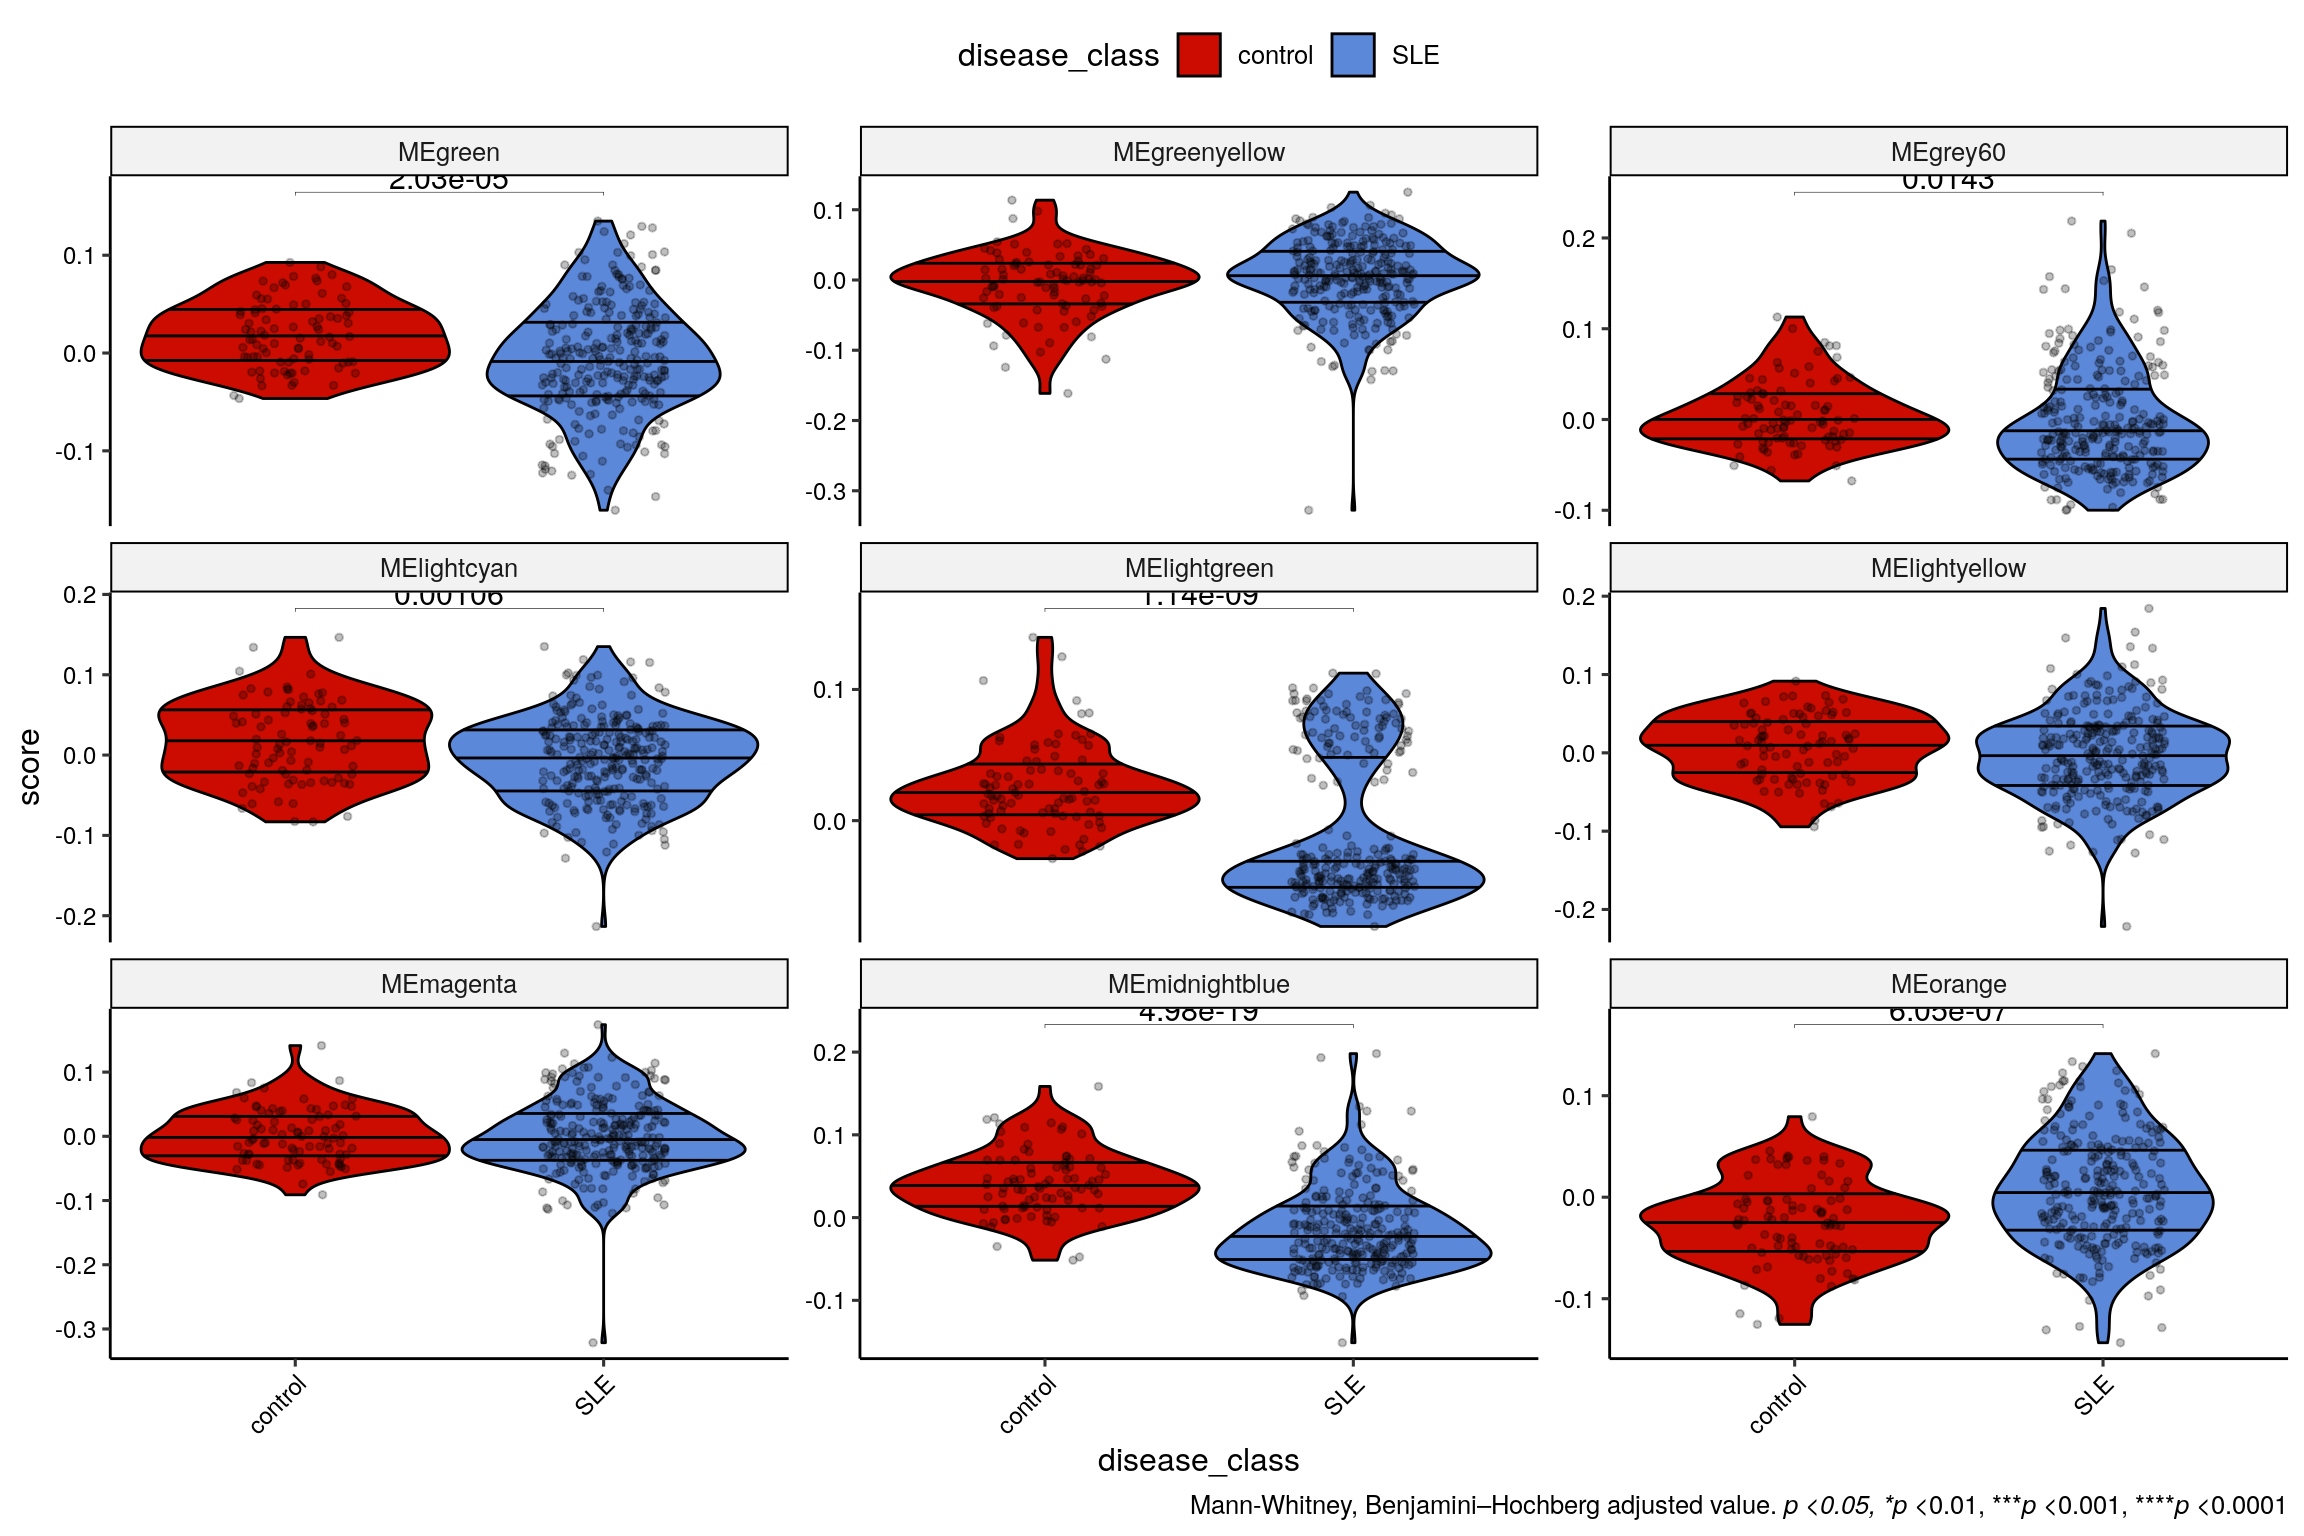 disease_class control SLE
MEgreen MEgreenyellow MEgrey60
2.03e-05 0.0143
0.1 0.0 -0.1
0.1 0.0 -0.1 -0.2 -0.3
0.2 0.1 0.0 -0.1
MElightcyan MElightgreen MElightyellow
0.00106 1.14e-09
0.2 0.1 0.0 -0.1 -0.2
0.1 0.0
0.2 0.1 0.0 -0.1 -0.2
score
MEmagenta MEmidnightblue MEorange
4.98e-19 6.05e-07
0.1 0.0 -0.1 -0.2 -0.3
0.2 0.1 0.0 -0.1
0.1 0.0 -0.1
control SLE control SLE control SLE
disease_class
Mann-Whitney, Benjamini–Hochberg adjusted value. p <0.05, *p <0.01, ***p <0.001, ****p <0.0001